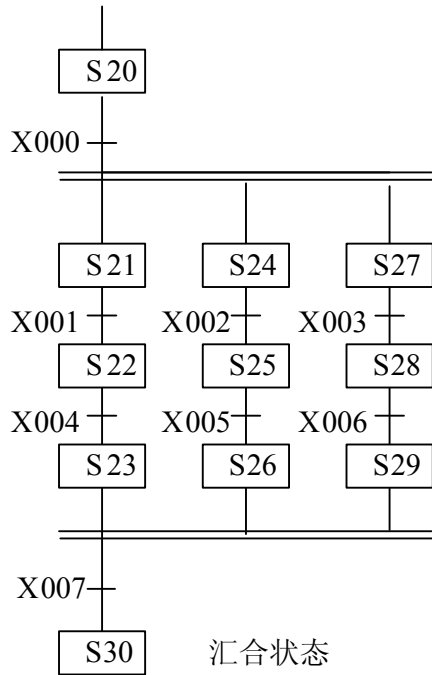 S20
X000
S21 S24 S27
X001 X002 X003
S22 S25 S28
X004 X005 X006
S23 S26 S29
X007
S30 汇合状态